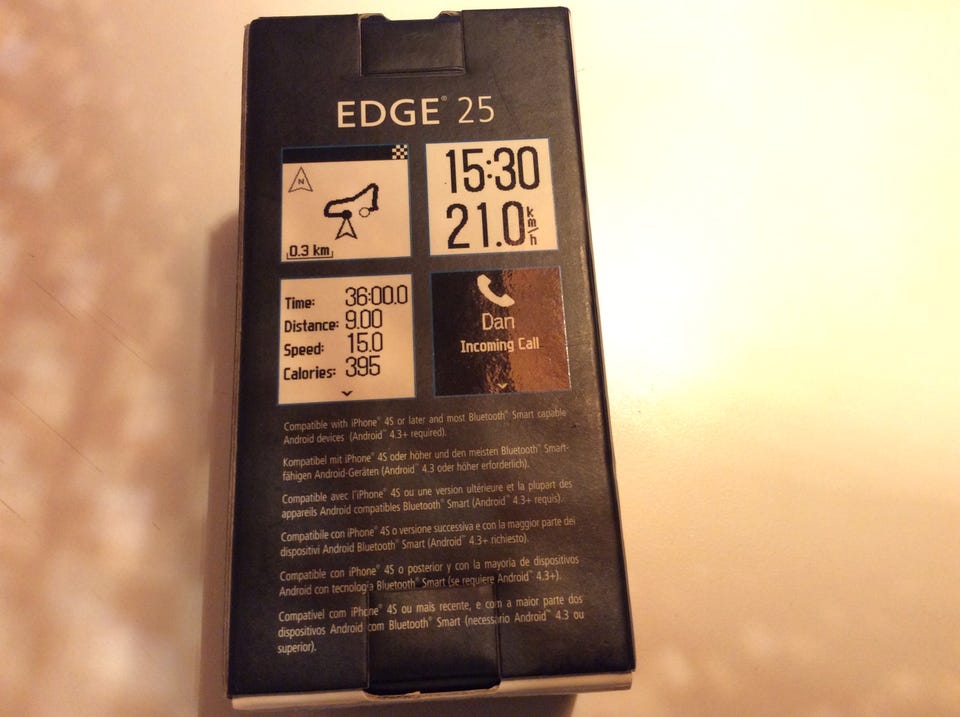 EDGE® 25
N
0.3 km
15:30
21.0 km/h
Time: 36:00.0
Distance: 9.00
Speed: 15.0
Calories: 395
Dan
Incoming Call
Compatible with iPhone® 4S or later and most Bluetooth® Smart capable
Android devices (Android™ 4.3+ required).
Kompatibel mit iPhone® 4S oder höher und den meisten Bluetooth® Smart-
fähigen Android-Geräten (Android™ 4.3 oder höher erforderlich).
Compatible avec l'iPhone® 4S ou une version ultérieure et la plupart des
appareils Android compatibles Bluetooth® Smart (Android™ 4.3+ requis).
Compatibile con iPhone® 4S o versione successiva e con la maggior parte dei
dispositivi Android Bluetooth® Smart (Android™ 4.3+ richiesto).
Compatible con iPhone® 4S o posterior y con la mayoría de dispositivos
Android con tecnología Bluetooth® Smart (se requiere Android™ 4.3+).
Compatível com iPhone® 4S ou mais recente, e com a maior parte dos
dispositivos Android com Bluetooth® Smart (necessário Android™ 4.3 ou
superior).